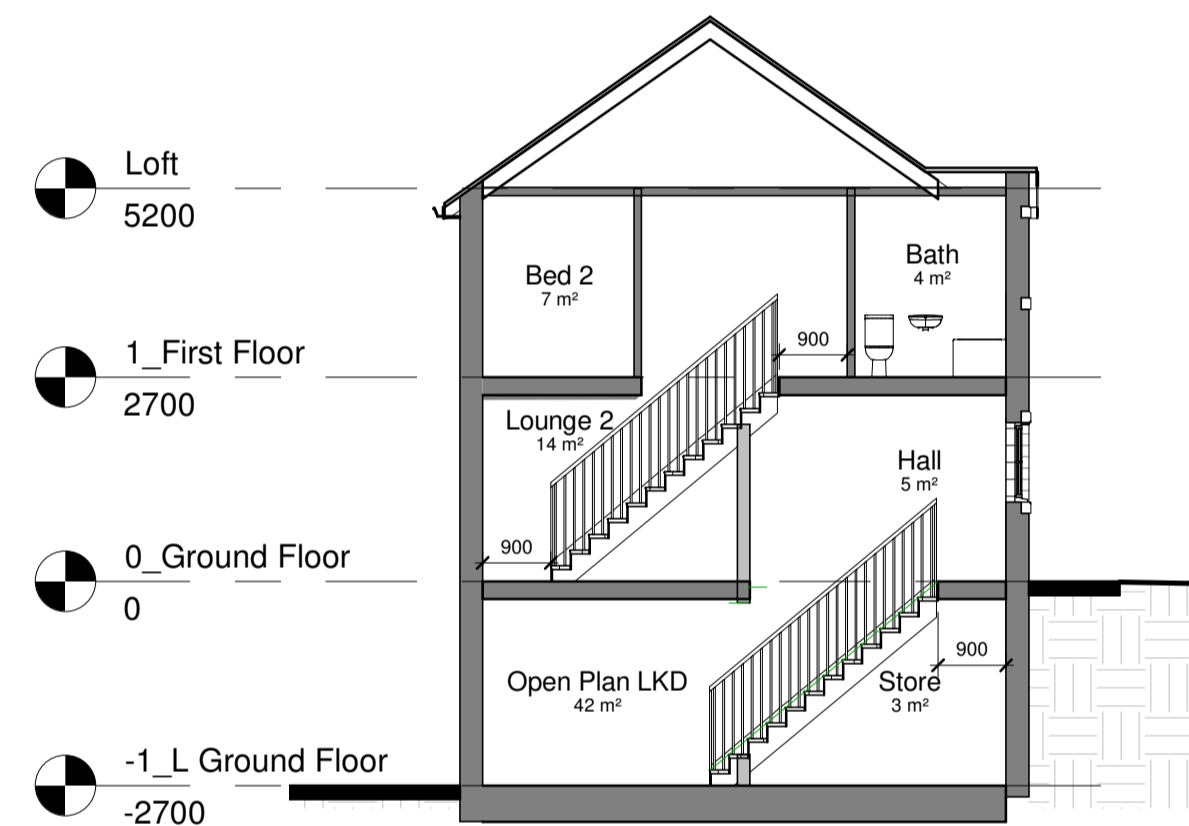 Loft
5200
Bed 2
7 m²
Bath
4 m²
900
1_First Floor
2700
Lounge 2
14 m²
Hall
5 m²
900
0_Ground Floor
0
900
Open Plan LKD
42 m²
Store
3 m²
-1_L Ground Floor
-2700